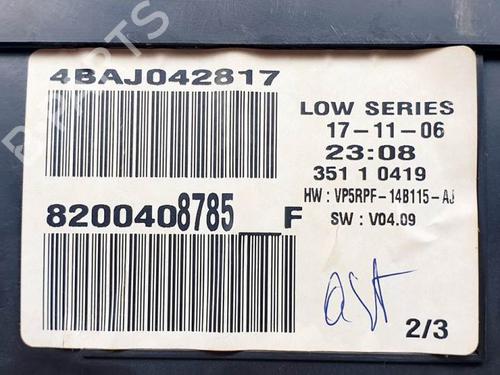 4BAJ042817
LOW SERIES
17-11-06
23:08
351 1 0419
HW : VP5RPF-14B115-AJ
SW : V04.09
8200408785__F
2/3